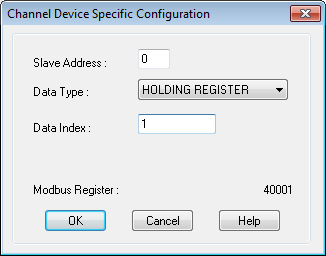 Channel Device Specific Configuration
Slave Address : 0
Data Type : HOLDING REGISTER
Data Index : 1
Modbus Register : 40001
OK Cancel Help